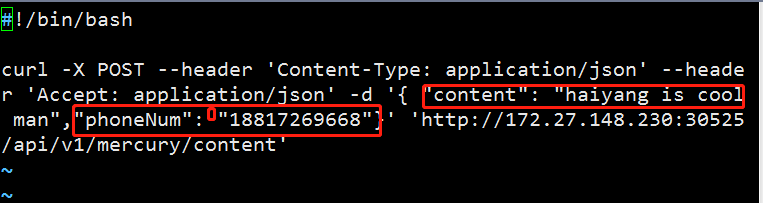 #!/bin/bash
curl -X POST --header 'Content-Type: application/json' --heade
r 'Accept: application/json' -d '{ "content": "haiyang is cool
 man","phoneNum": "18817269668"}' 'http://172.27.148.230:30525
/api/v1/mercury/content'
~
~